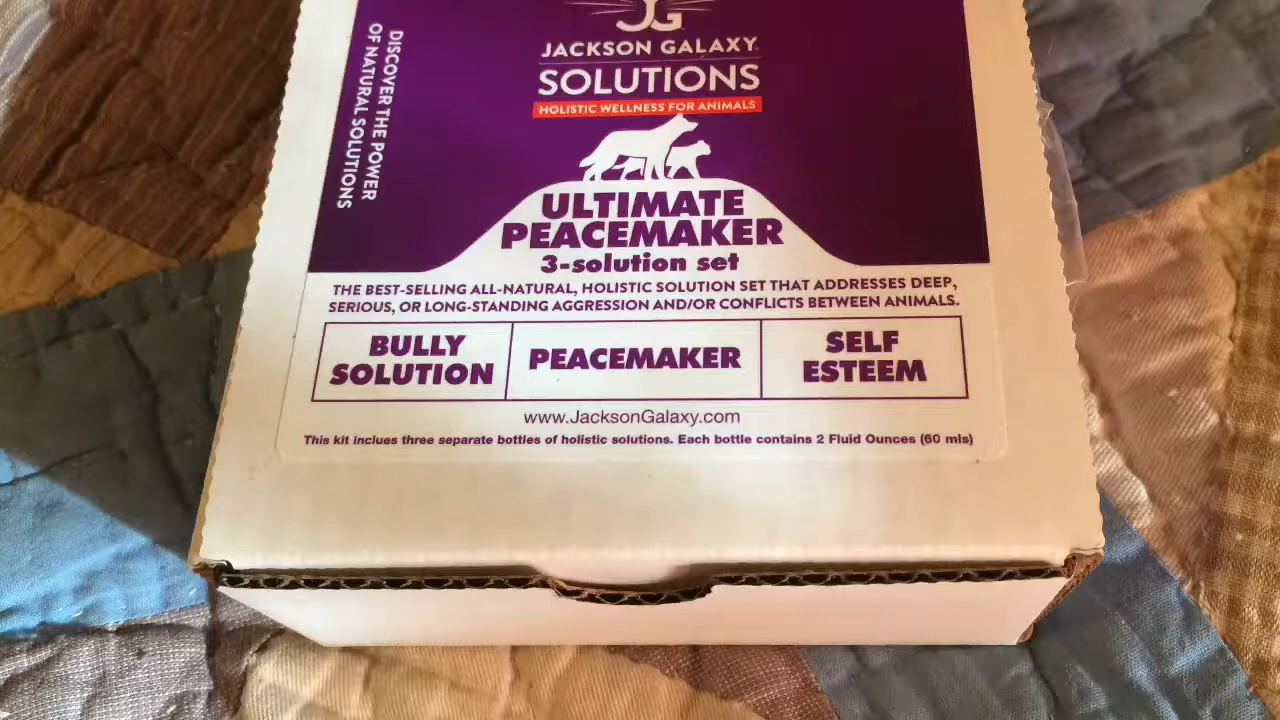 JG
JACKSON GALAXY
SOLUTIONS
HOLISTIC WELLNESS FOR ANIMALS
DISCOVER THE POWER
OF NATURAL SOLUTIONS
ULTIMATE
PEACEMAKER
3-solution set
THE BEST-SELLING ALL-NATURAL, HOLISTIC SOLUTION SET THAT ADDRESSES DEEP,
SERIOUS, OR LONG-STANDING AGGRESSION AND/OR CONFLICTS BETWEEN ANIMALS.
BULLY
SOLUTION
PEACEMAKER
SELF
ESTEEM
www.JacksonGalaxy.com
This kit inclues three separate bottles of holistic solutions. Each bottle contains 2 Fluid Ounces (60 mls)